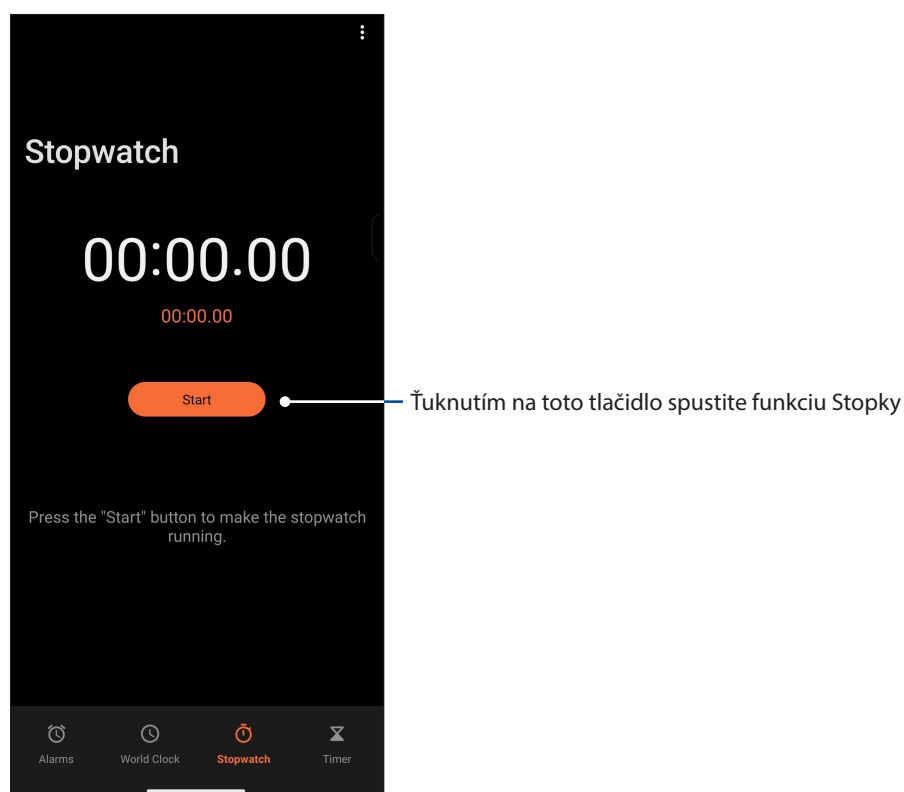 Stopwatch
00:00.00
00:00.00
Start
Ťuknutím na toto tlačidlo spustite funkciu Stopky
Press the "Start" button to make the stopwatch
running.
Alarms World Clock Stopwatch Timer